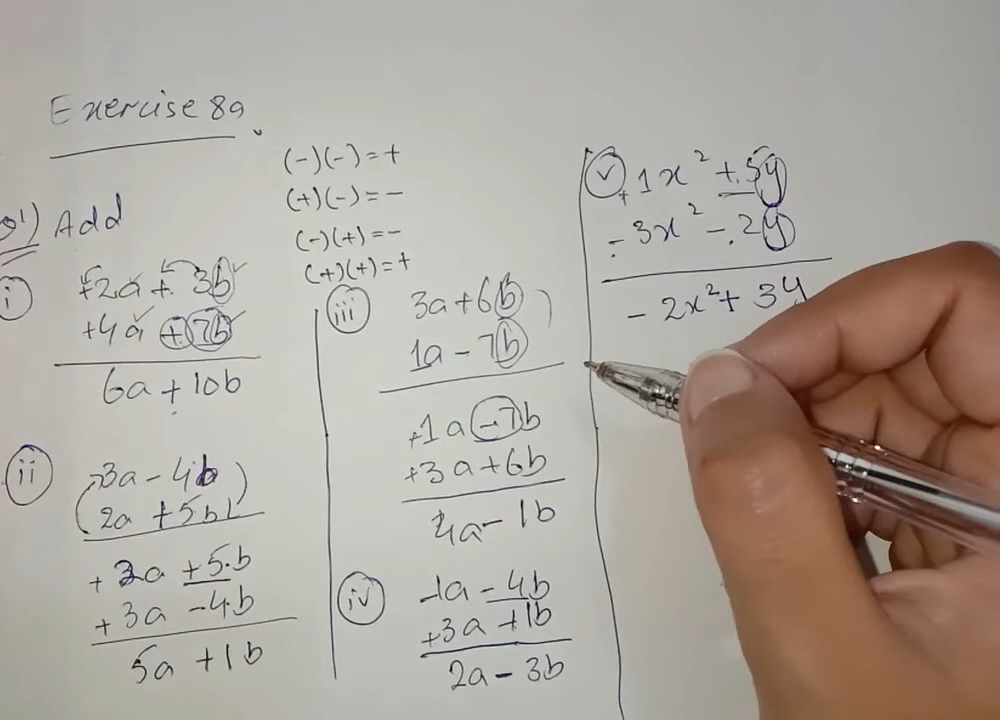 Exercise 8a.
Q1) Add
(i) +2a + 3b
+4a + 7b
6a + 10b
(ii) 3a - 4b
(2a + 5b)
+ 2a + 5b
+ 3a - 4b
5a + 1b
(-)(-) = +
(+)(-) = -
(-)(+) = -
(+)(+) = +
(iii) 3a + 6b
1a - 7b
+1a - 7b
+3a + 6b
4a - 1b
(iv) -1a - 4b
+3a + 1b
2a - 3b
(v) +1x² + 5y
-3x² - 2y
- 2x² + 3y